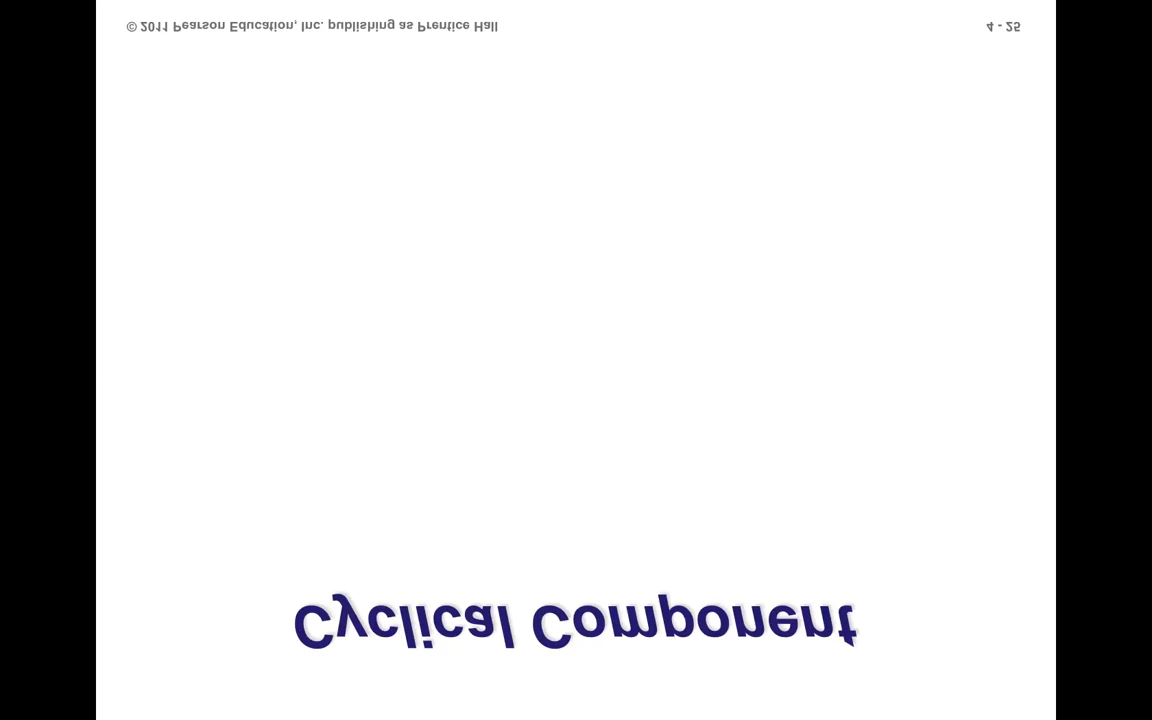 Cyclical Component
© 2011 Pearson Education, Inc. publishing as Prentice Hall
4 - 25